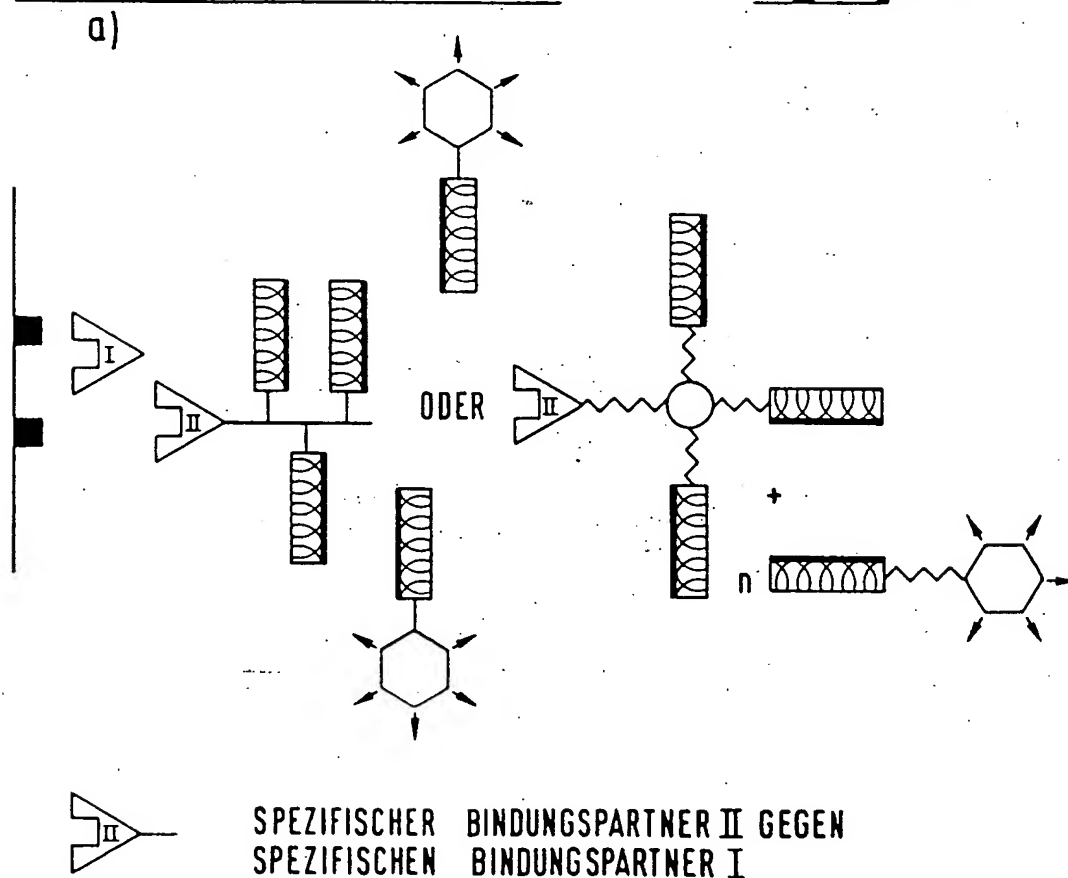 a)
I
II
ODER
II
+
n
II
SPEZIFISCHER BINDUNGSPARTNER II GEGEN
SPEZIFISCHEN BINDUNGSPARTNER I